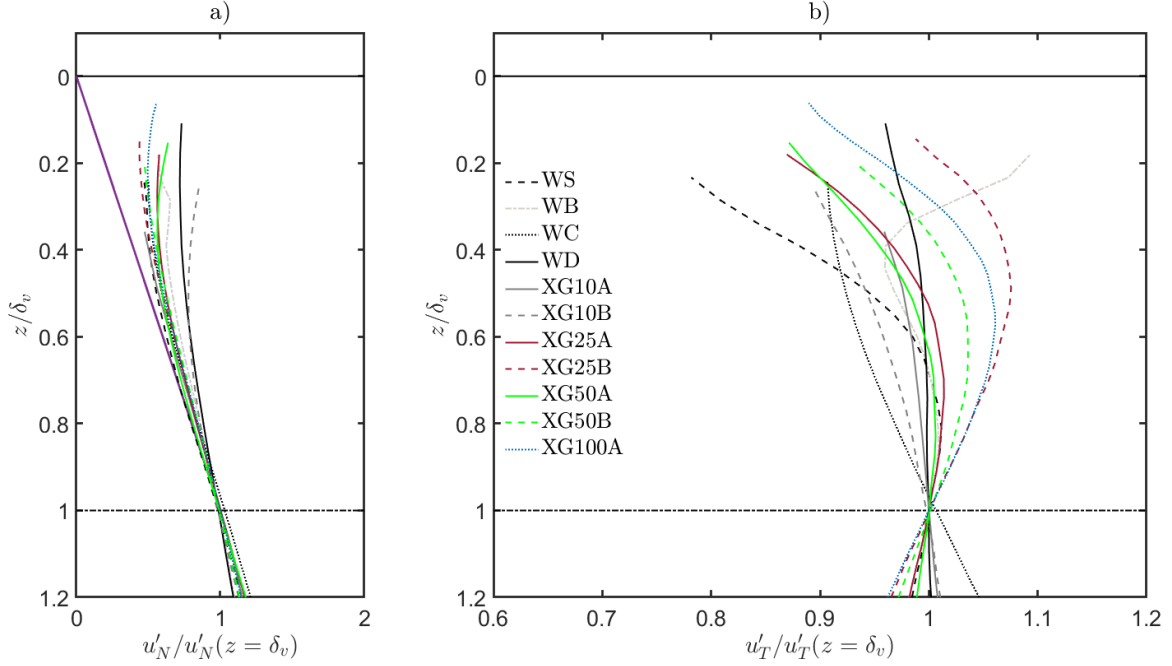 a)
b)
0
0.2
0.4
0.6
0.8
1
1.2
z/δ_v
0 1 2
u′_N/u′_N(z = δ_v)
WS
WB
WC
WD
XG10A
XG10B
XG25A
XG25B
XG50A
XG50B
XG100A
0
0.2
0.4
0.6
0.8
1
1.2
z/δ_v
0.6 0.7 0.8 0.9 1 1.1 1.2
u′_T/u′_T(z = δ_v)